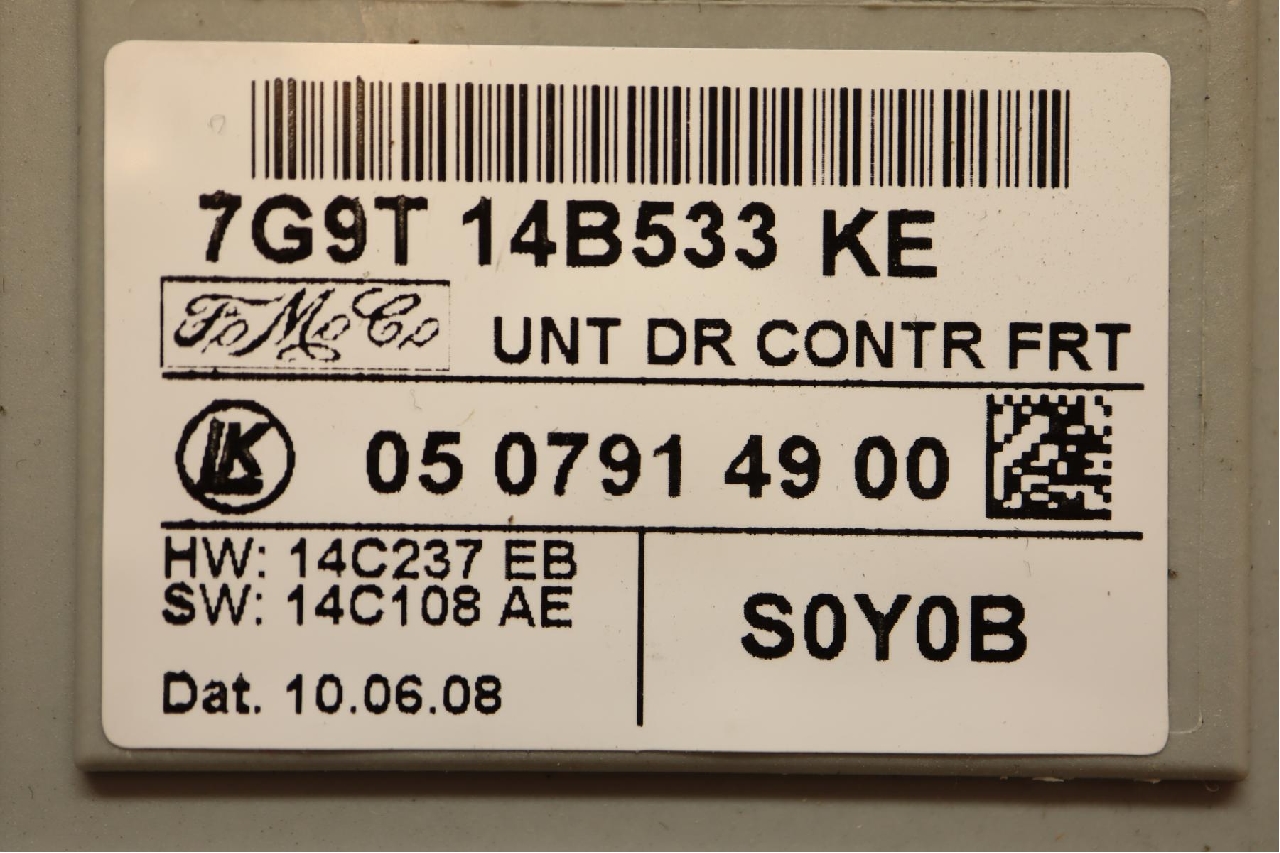 7G9T 14B533 KE
FoMoCo
UNT DR CONTR FRT
LK
05 0791 49 00
HW: 14C237 EB
SW: 14C108 AE
S0Y0B
Dat. 10.06.08